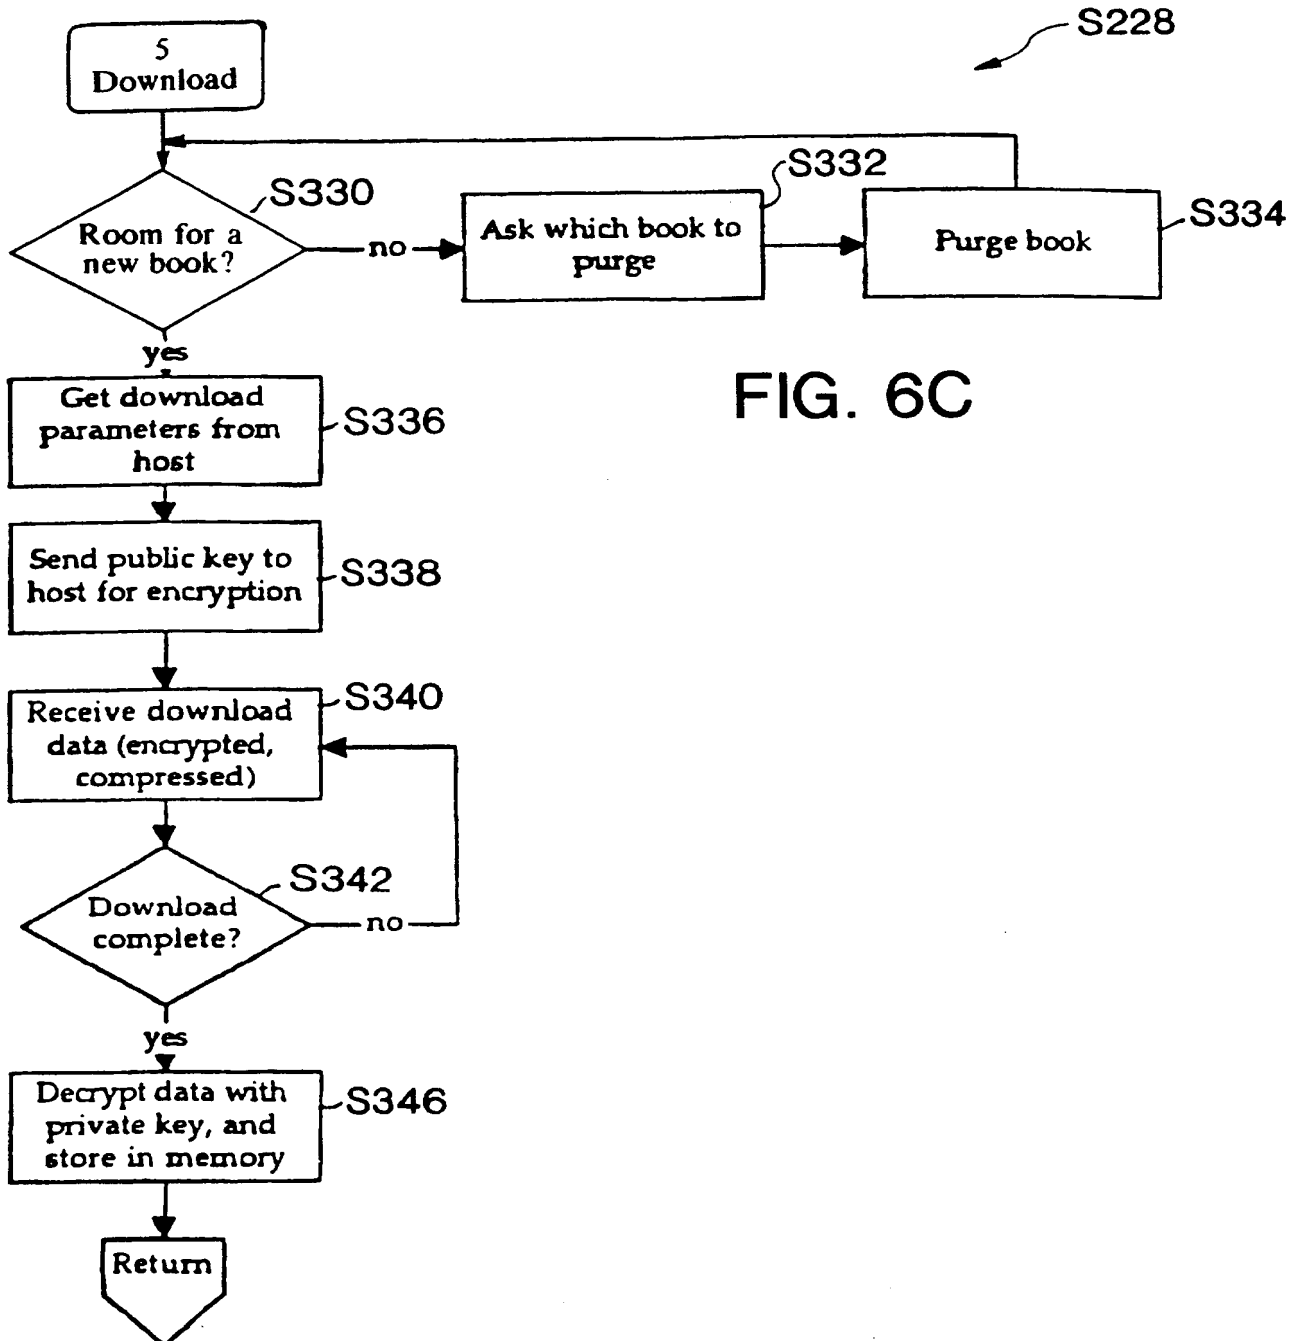 S228
5
Download
S330
Room for a
new book?
no
S332
Ask which book to
purge
S334
Purge book
yes
FIG. 6C
Get download
parameters from
host
S336
Send public key to
host for encryption
S338
S340
Receive download
data (encrypted,
compressed)
S342
Download
complete?
no
yes
Decrypt data with
private key, and
store in memory
S346
Return